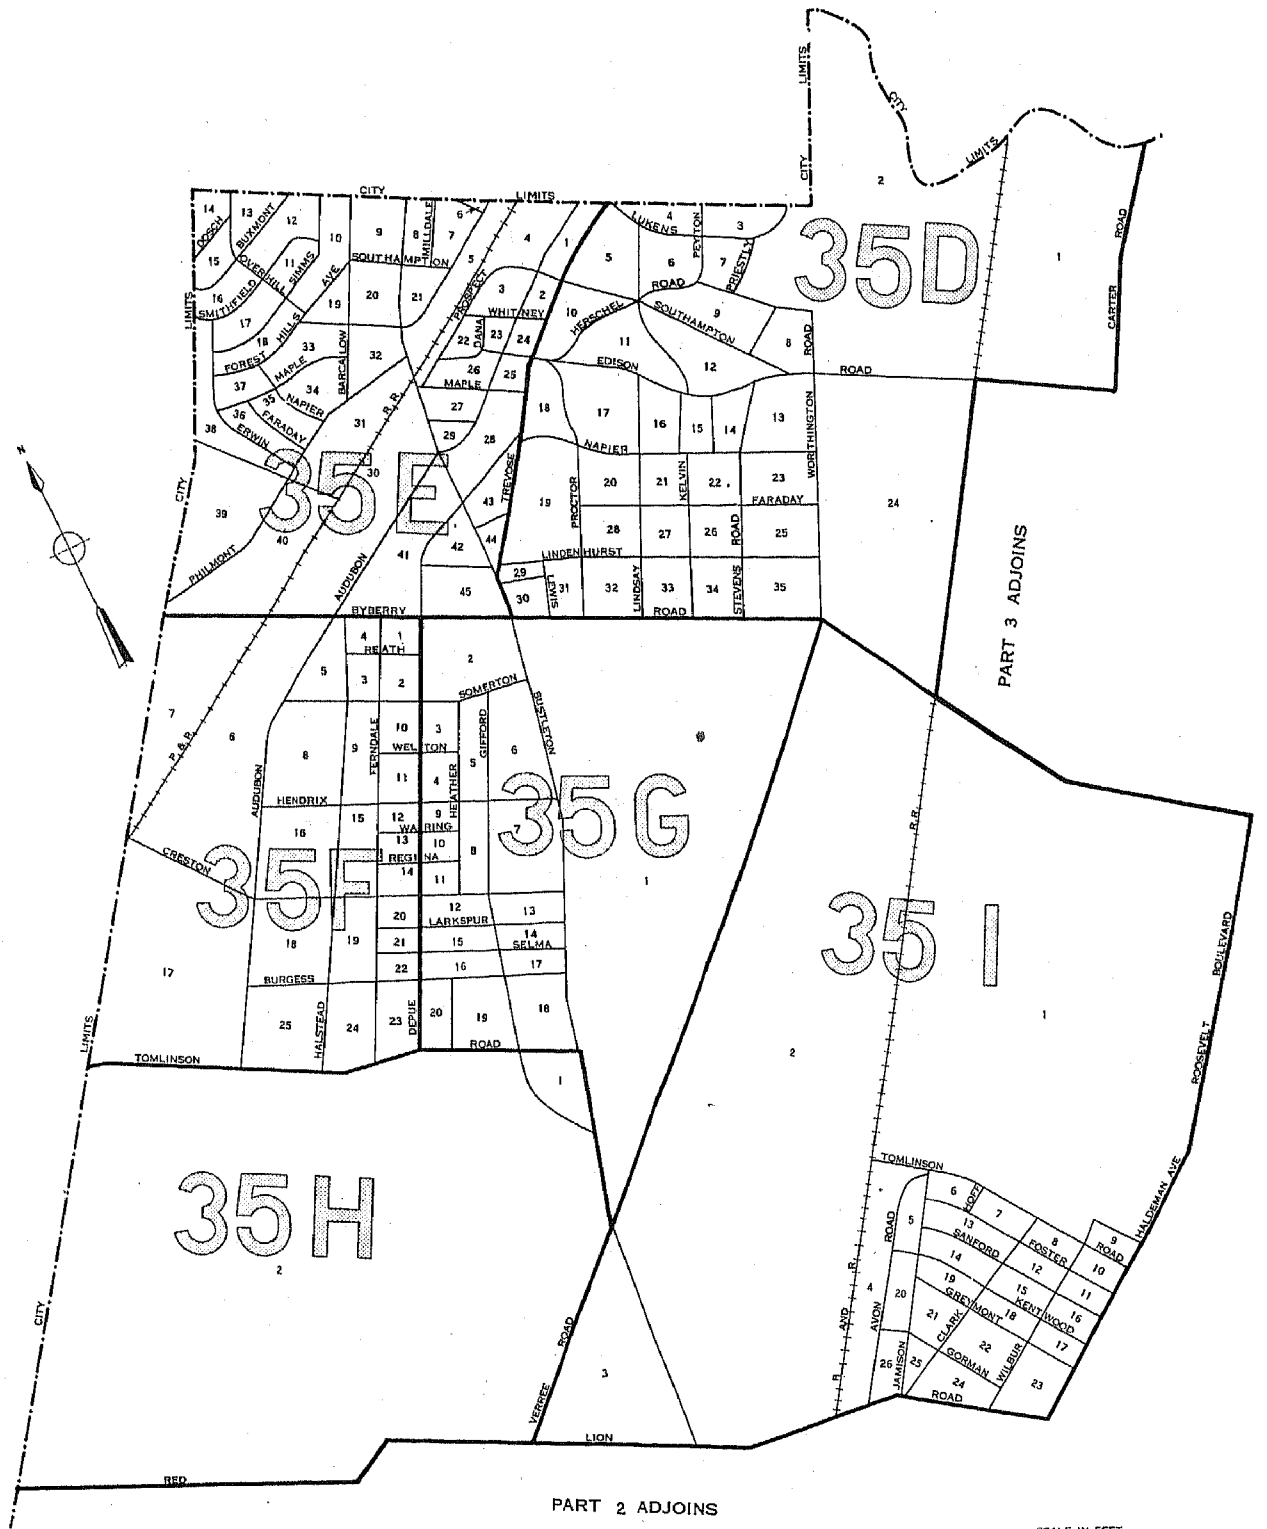 LIMITS
CITY
CITY
LIMITS
CITY
LIMITS
2
35D
1
CARTER
ROAD
14
13
12
10
9
8
7
6
5
4
1
DOSCH
BUXMONT
MILLDALE
SOUTHAMPTON
15
OVERHILL
11
SIMMS
AVE
PROSPECT
16
SMITHFIELD
17
18
19
20
21
3
2
WHITNEY
DANA
22
23
24
HILLS
FOREST
MAPLE
33
BARCALLOW
32
26
25
MAPLE
37
34
NAPIER
35
FARADAY
36
ERWIN
38
31
R.R.
27
29
28
30
35E
39
40
PHILMONT
AUDUBON
41
42
43
44
45
TREVOSE
BYBERRY
LIMITS
CITY
LUKENS
4
PEYTON
3
5
6
7
PRIESTLY
ROAD
10
HERSCHEL
SOUTHAMPTON
9
8
ROAD
11
EDISON
12
ROAD
18
17
16
15
14
13
WORTHINGTON
NAPIER
19
PROCTOR
20
21
KELVIN
22
23
FARADAY
24
28
27
26
ROAD
25
LINDENHURST
29
30
LEWIS
31
32
LINDSAY
33
34
STEVENS
35
ROAD
N
PART 3 ADJOINS
4
1
REATH
5
3
2
7
6
P. & R.
8
9
FERNDALE
10
WELTON
11
AUDUBON
HENDRIX
16
15
12
WARING
13
REGINA
14
CRESTON
35F
17
18
19
20
21
22
BURGESS
25
HALSTEAD
24
23
DEPUE
TOMLINSON
LIMITS
2
SOMERTON
BUSTLETON
3
GIFFORD
6
4
HEATHER
5
35G
9
7
10
8
11
1
12
LARKSPUR
13
14
SELMA
15
16
17
20
19
18
ROAD
R.R.
35 I
1
2
BOULEVARD
ROOSEVELT
HALDEMAN AVE
TOMLINSON
6
HOFF
7
5
ROAD
13
SANFORD
8
FOSTER
9
ROAD
10
14
12
11
4
20
19
GREYMONT
15
KENTWOOD
16
AVON
21
CLARK
18
17
22
WILBUR
26
JAMISON
25
GORMAN
24
23
ROAD
R
AND
R.
1
35H
2
CITY
3
VERREE
ROAD
LION
RED
PART 2 ADJOINS
SCALE IN FEET